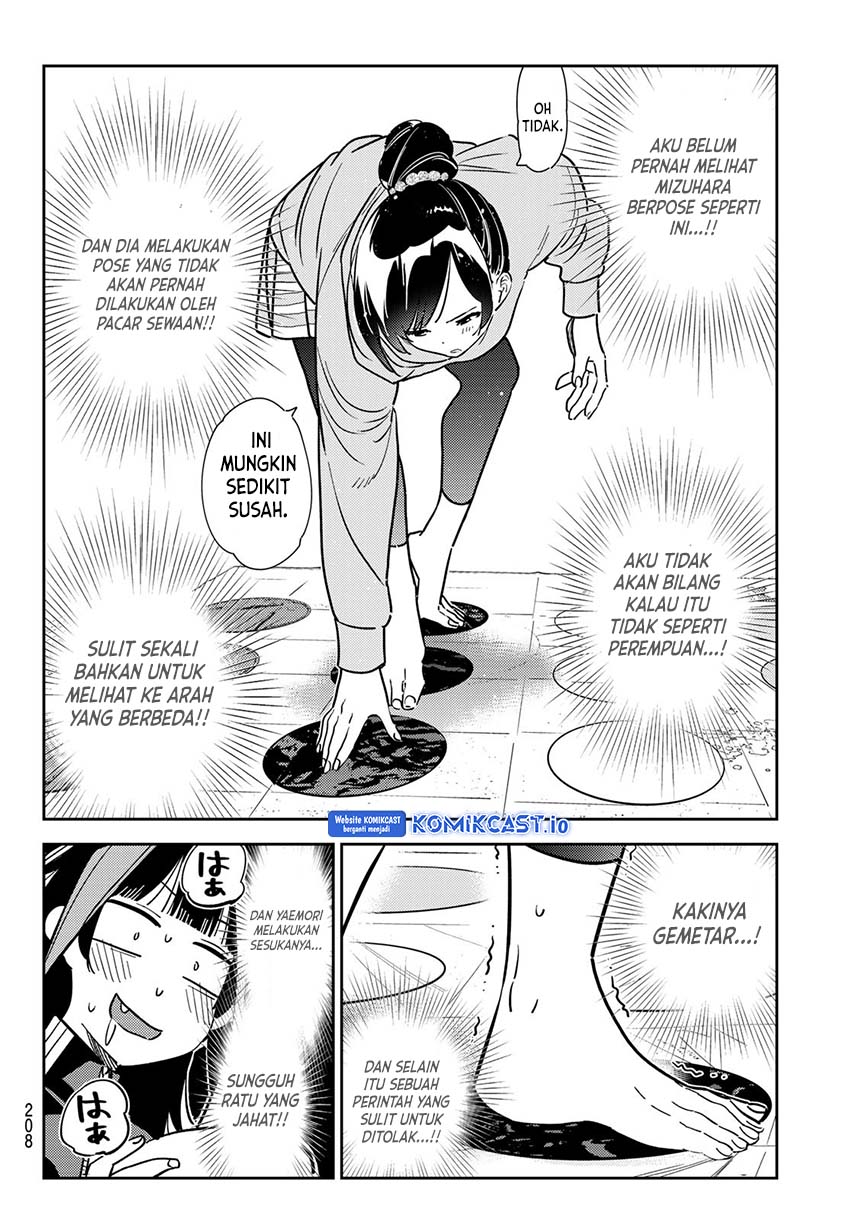 OH
TIDAK.
AKU BELUM
PERNAH MELIHAT
MIZUHARA
BERPOSE SEPERTI
INI...!!
DAN DIA MELAKUKAN
POSE YANG TIDAK
AKAN PERNAH
DILAKUKAN OLEH
PACAR SEWAAN!!
INI
MUNGKIN
SEDIKIT
SUSAH.
AKU TIDAK
AKAN BILANG
KALAU ITU
TIDAK SEPERTI
PEREMPUAN...!
SULIT SEKALI
BAHKAN UNTUK
MELIHAT KE ARAH
YANG BERBEDA!!
Website KOMIKCAST
berganti menjadi
KOMIKCAST.io
KAKINYA
GEMETAR...!
DAN SELAIN
ITU SEBUAH
PERINTAH YANG
SULIT UNTUK
DITOLAK...!!
はぁ
DAN YAEMORI
MELAKUKAN
SESUKANYA...
SUNGGUH
RATU YANG
JAHAT!!
はぁ
208